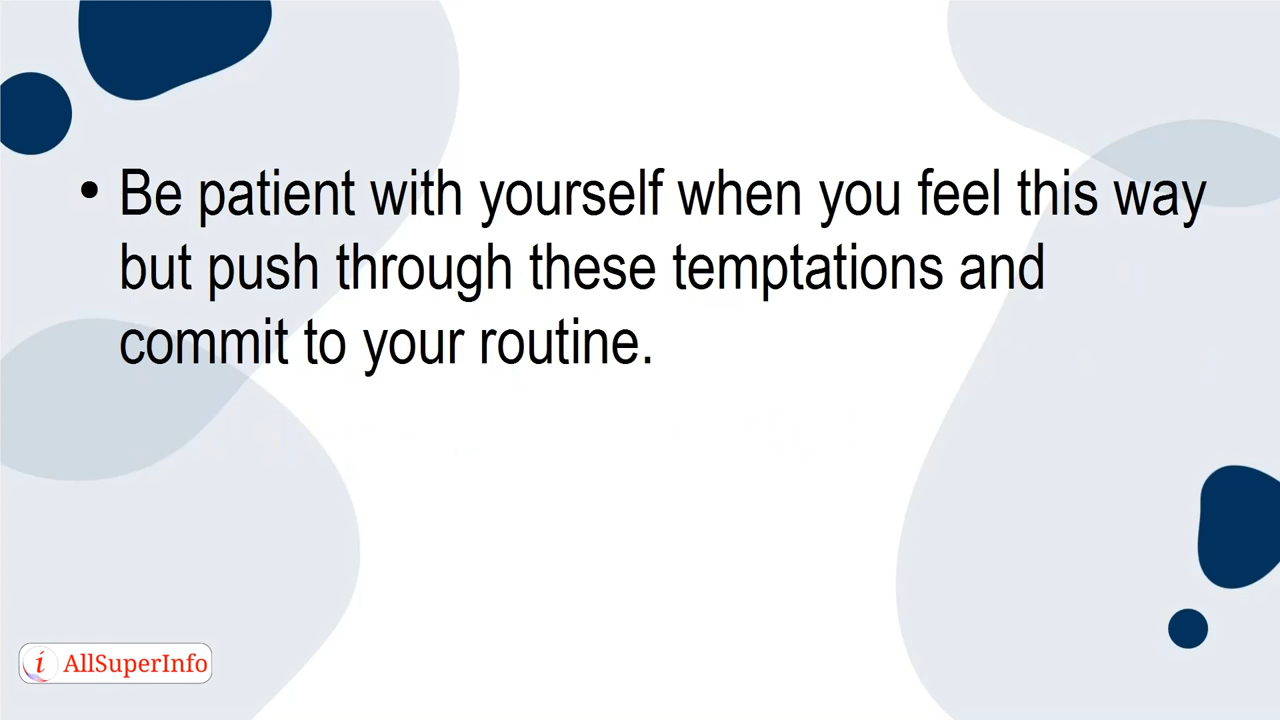 • Be patient with yourself when you feel this way
but push through these temptations and
commit to your routine.
i AllSuperInfo